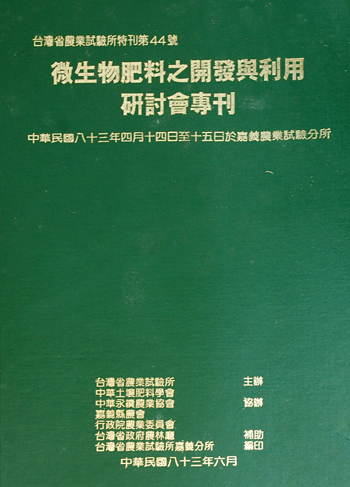 台灣省農業試驗所特刊第44號
微生物肥料之開發與利用
研討會專刊
中華民國八十三年四月十四日至十五日於嘉義農業試驗分所
台灣省農業試驗所 主辦
中華土壤肥料學會
中華永續農業協會 協辦
嘉義縣農會
行政院農業委員會
台灣省政府農林廳 補助
台灣省農業試驗所嘉義分所 編印
中華民國八十三年六月